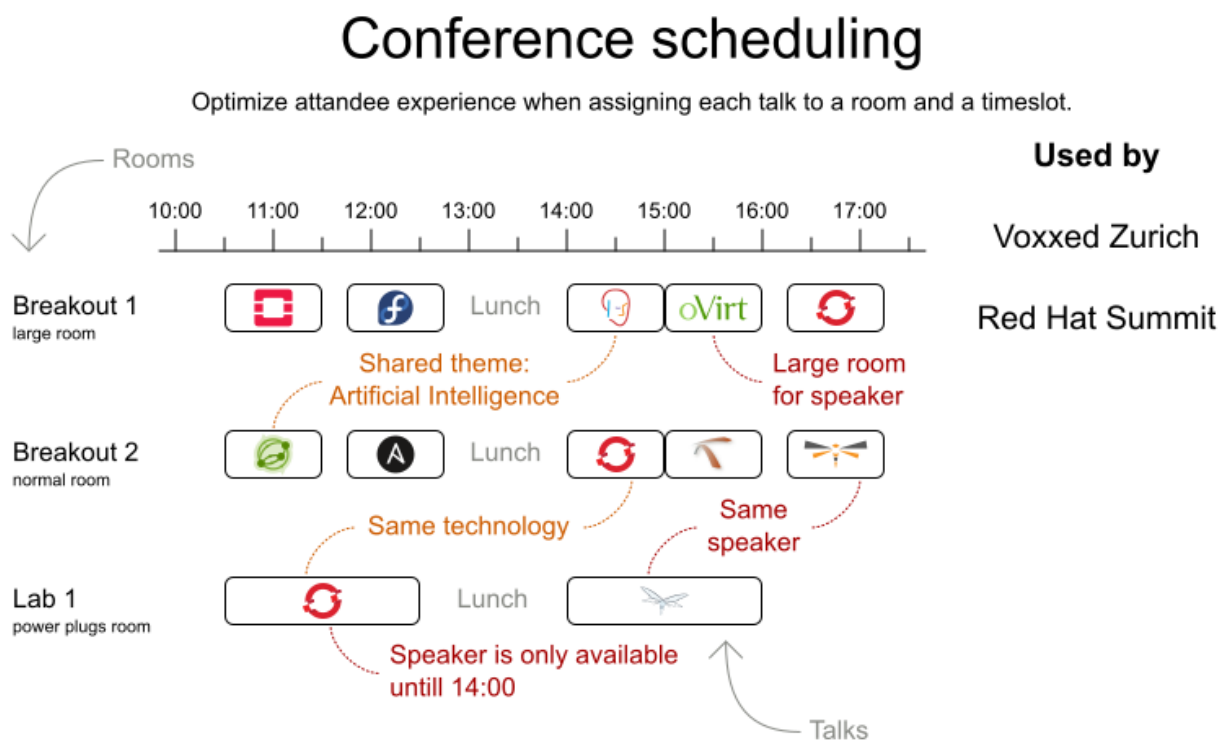 Conference scheduling
Optimize attandee experience when assigning each talk to a room and a timeslot.
Rooms
Used by
10:00 11:00 12:00 13:00 14:00 15:00 16:00 17:00
Voxxed Zurich
Breakout 1
large room
Lunch
oVirt
Red Hat Summit
Shared theme:
Artificial Intelligence
Large room
for speaker
Breakout 2
normal room
Lunch
Same technology
Same
speaker
Lab 1
power plugs room
Lunch
Speaker is only available
untill 14:00
Talks